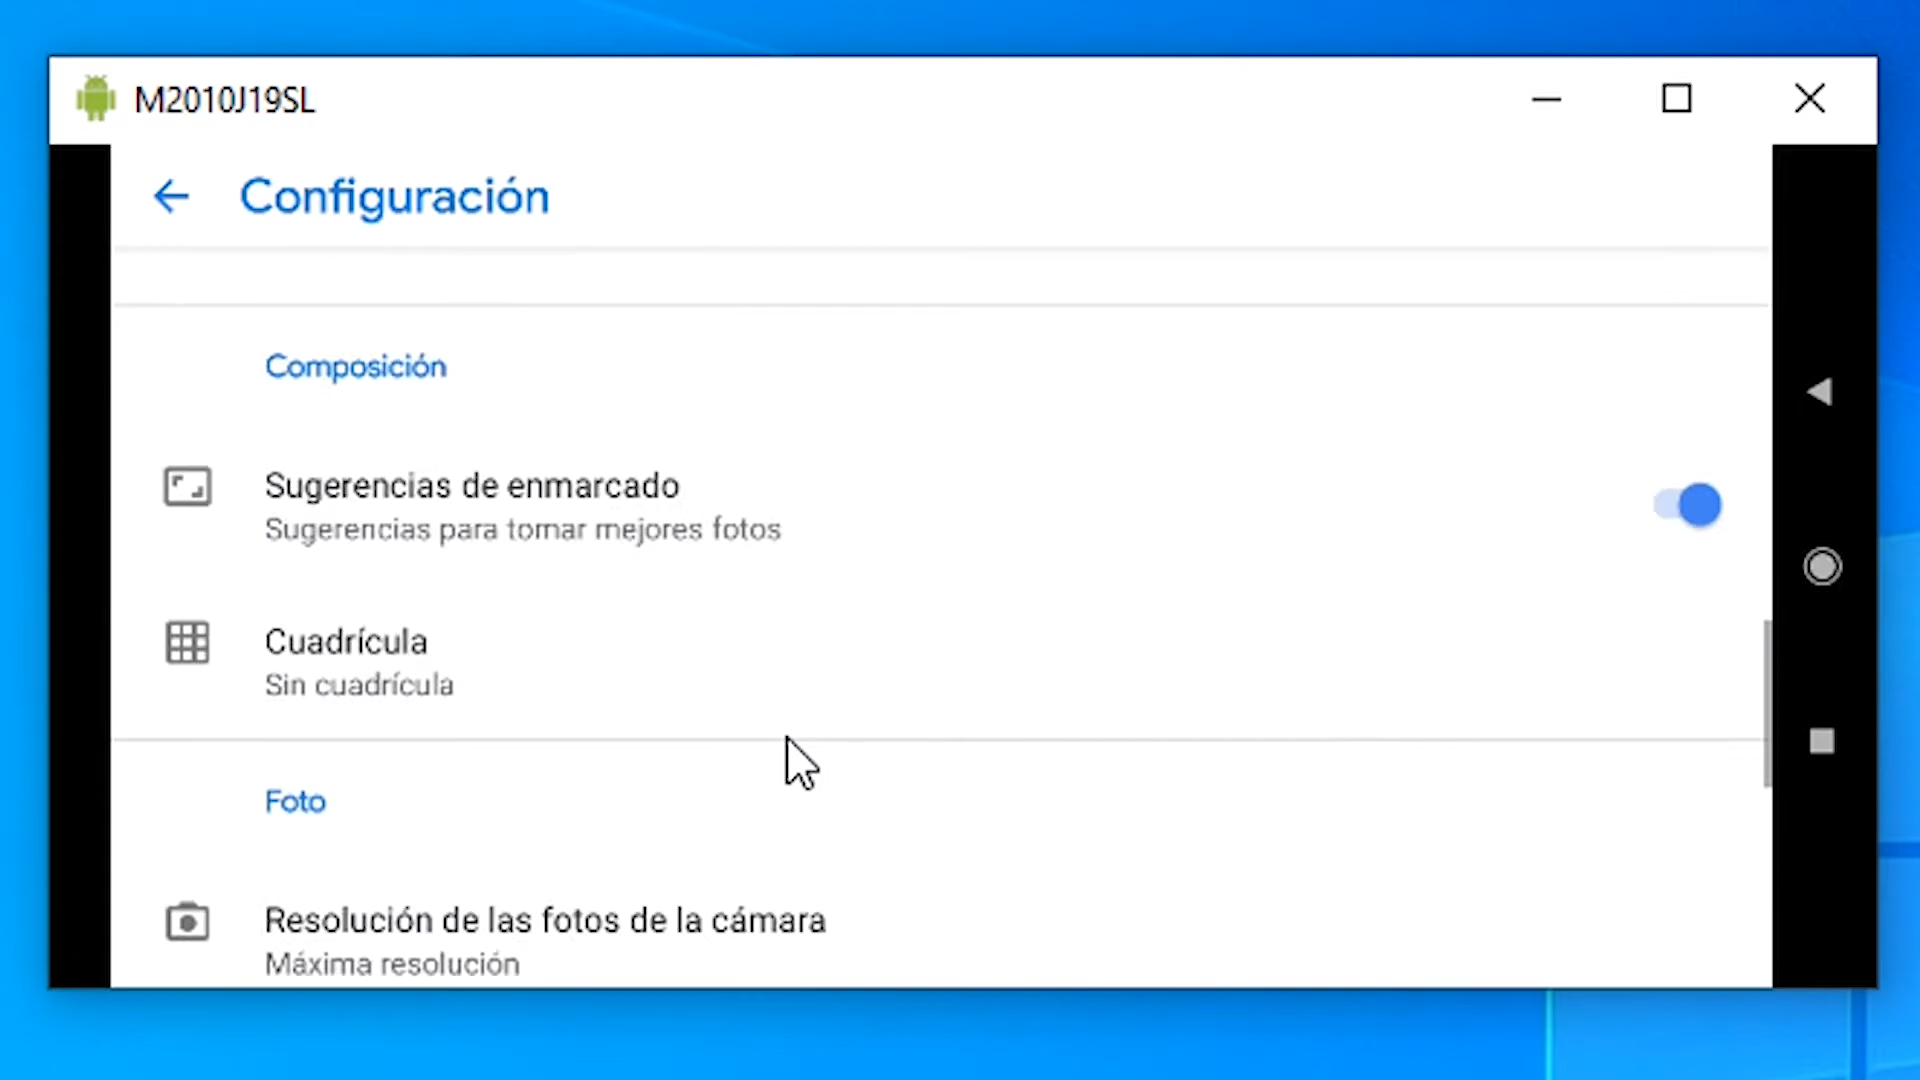 M2010J19SL
Configuración
Composición
Sugerencias de enmarcado
Sugerencias para tomar mejores fotos
Cuadrícula
Sin cuadrícula
Foto
Resolución de las fotos de la cámara
Máxima resolución